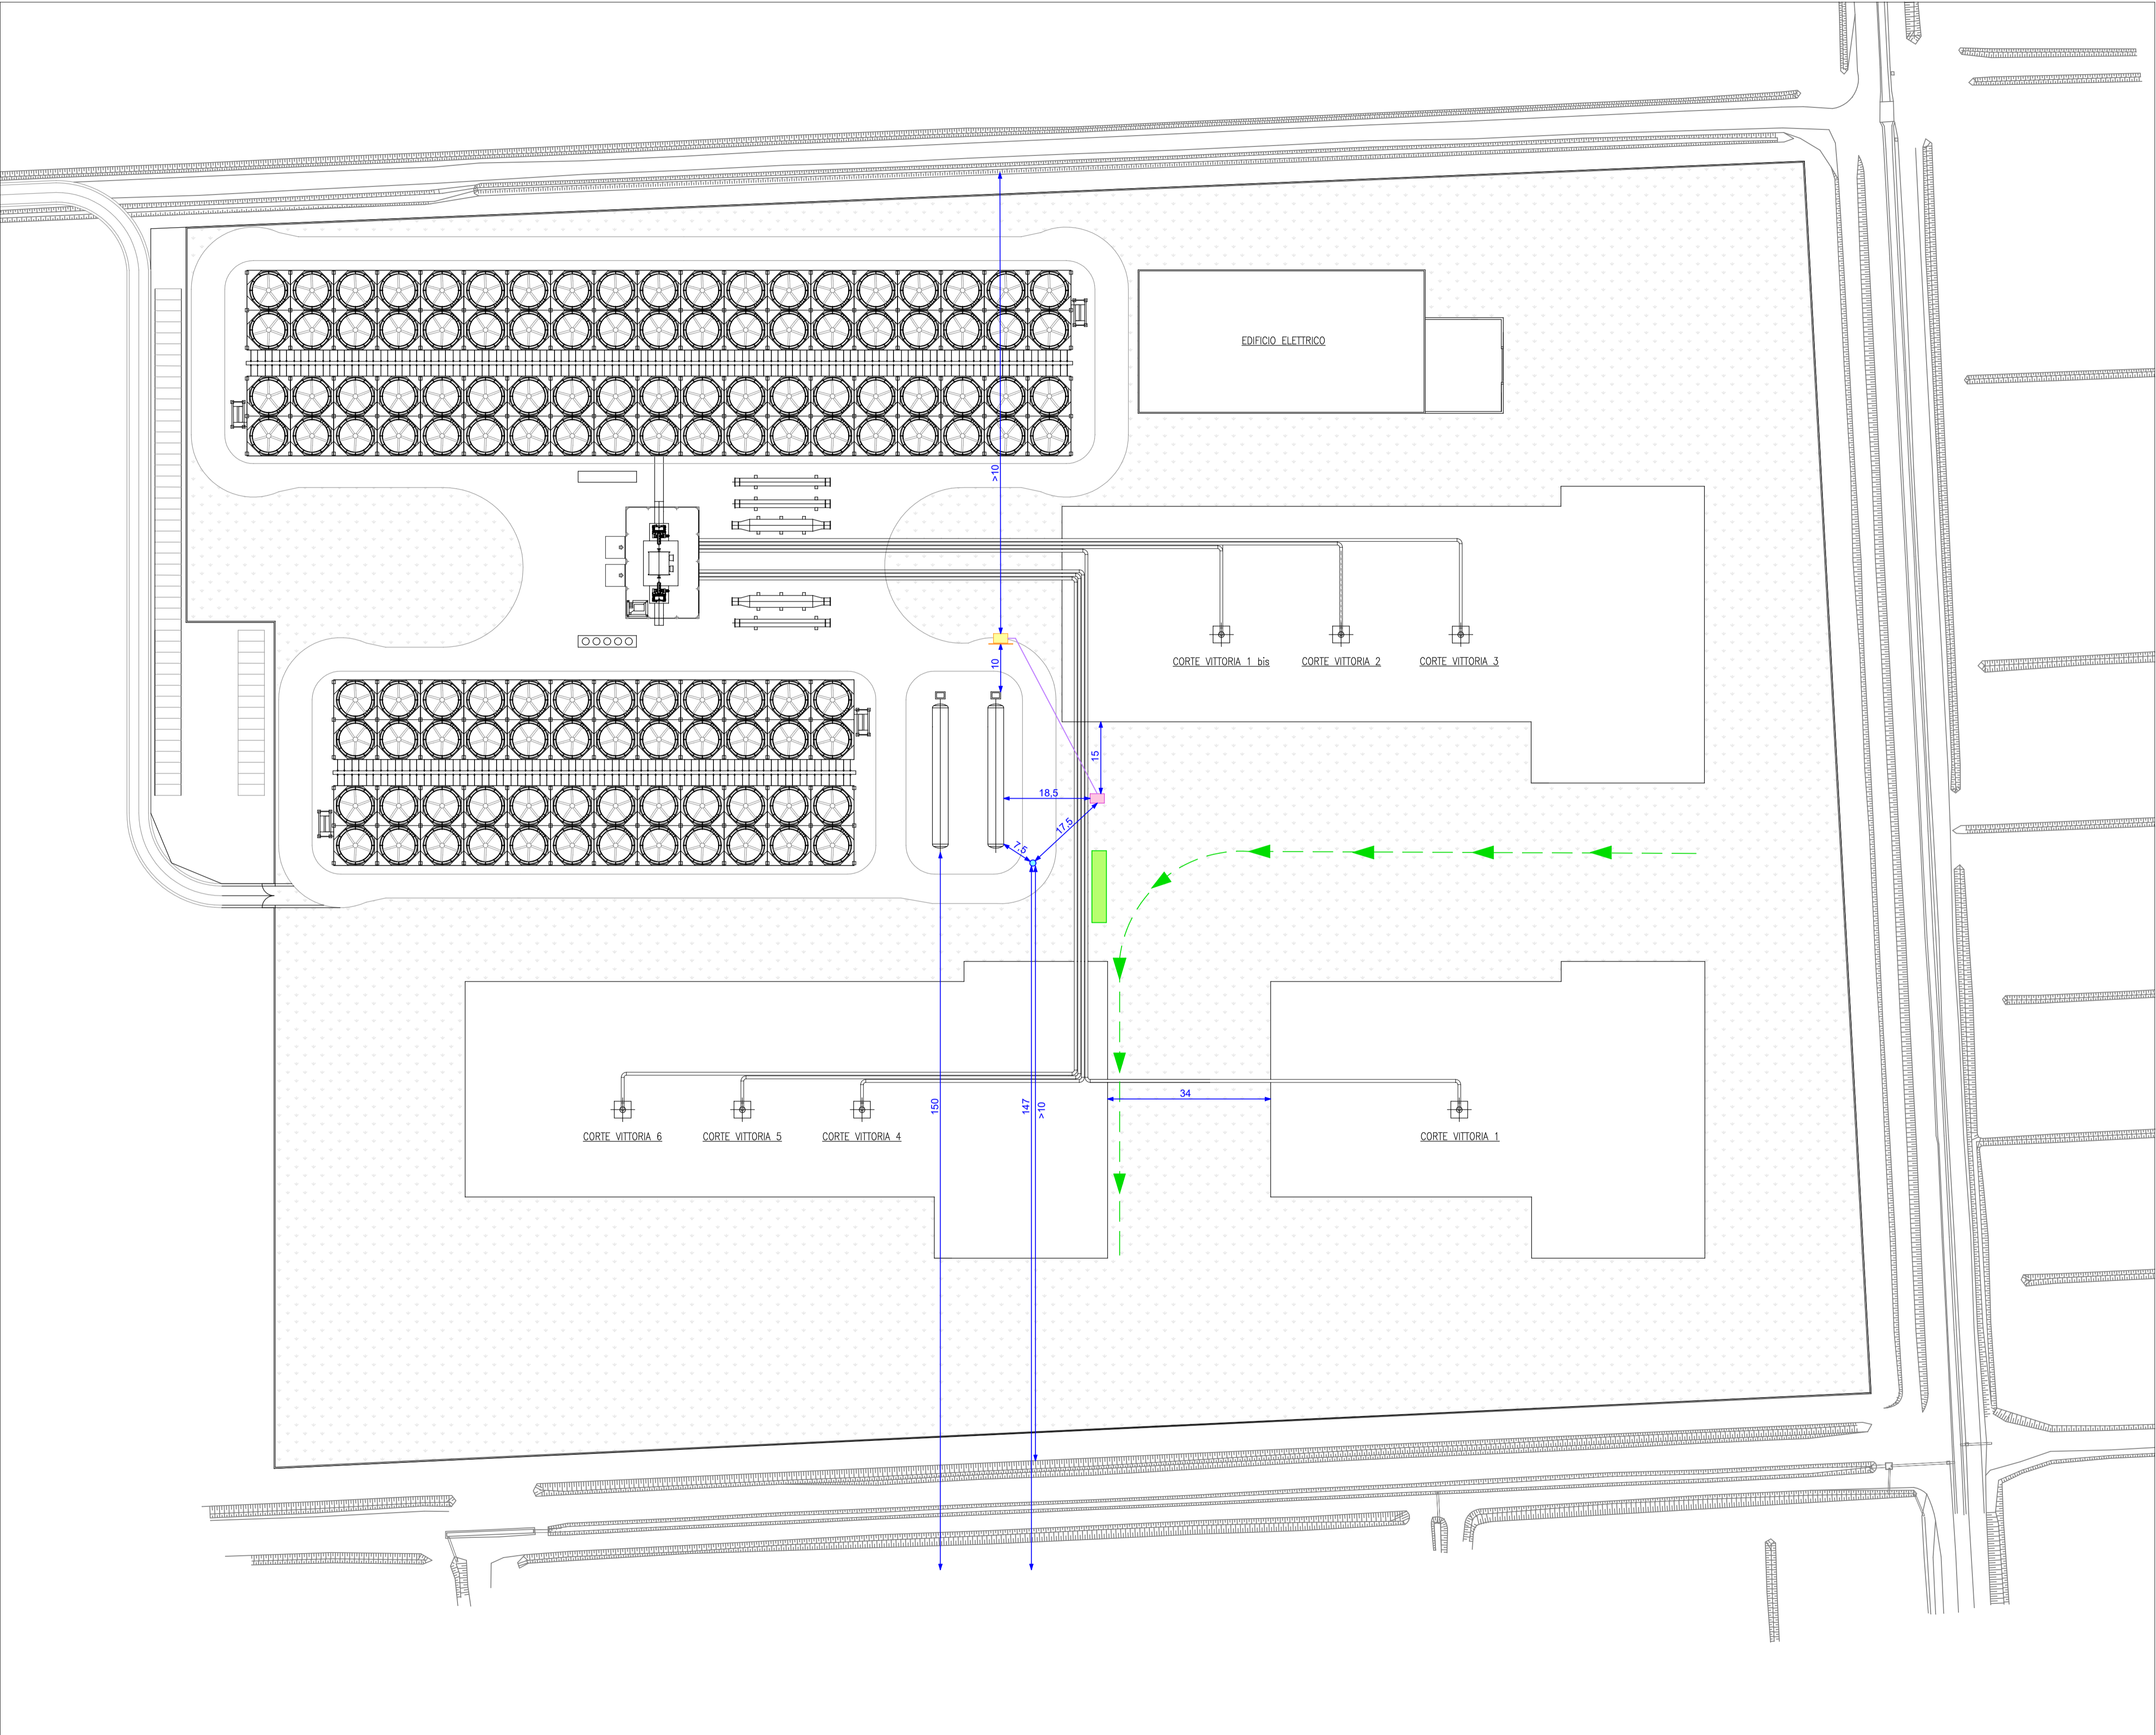 EDIFICIO ELETTRICO
>10
10
CORTE VITTORIA 1 bis
CORTE VITTORIA 2
CORTE VITTORIA 3
15
18,5
17,5
7,5
34
150
147
>10
CORTE VITTORIA 6
CORTE VITTORIA 5
CORTE VITTORIA 4
CORTE VITTORIA 1